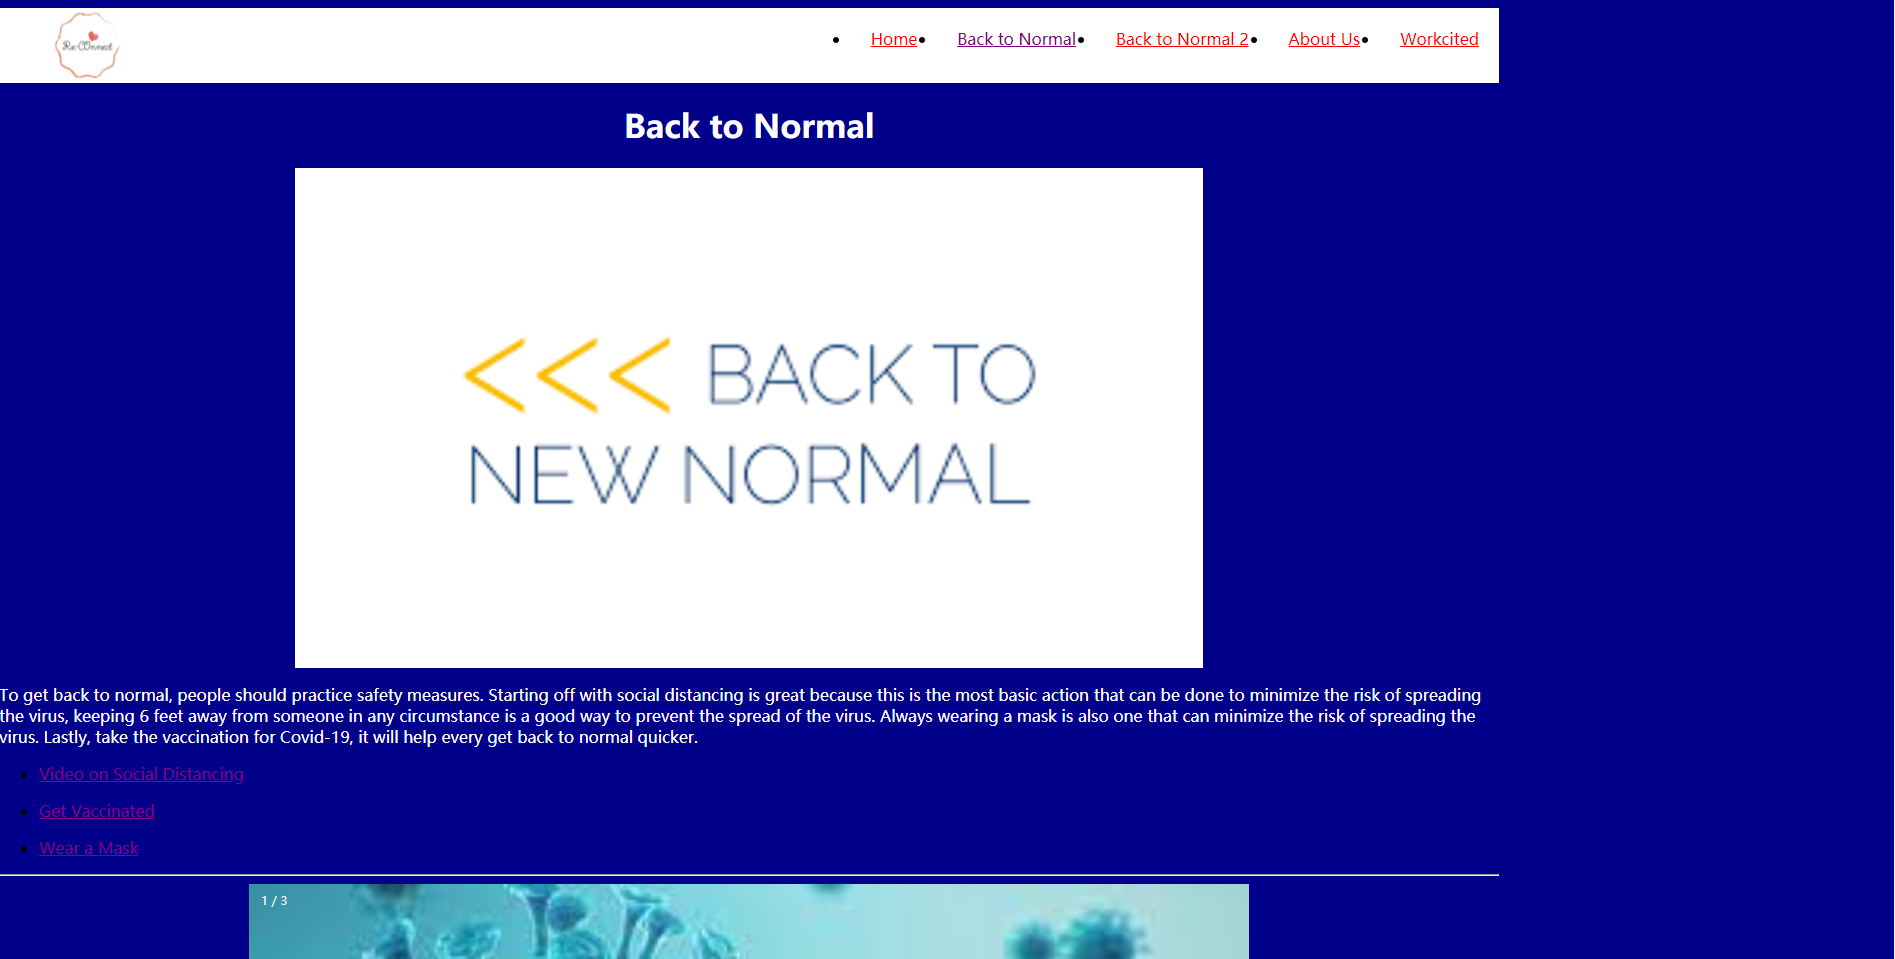 Re-COnnect
Home
Back to Normal
Back to Normal 2
About Us
Workcited
Back to Normal
<<< BACK TO
NEW NORMAL
To get back to normal, people should practice safety measures. Starting off with social distancing is great because this is the most basic action that can be done to minimize the risk of spreading
the virus, keeping 6 feet away from someone in any circumstance is a good way to prevent the spread of the virus. Always wearing a mask is also one that can minimize the risk of spreading the
virus. Lastly, take the vaccination for Covid-19, it will help every get back to normal quicker.
Video on Social Distancing
Get Vaccinated
Wear a Mask
1 / 3